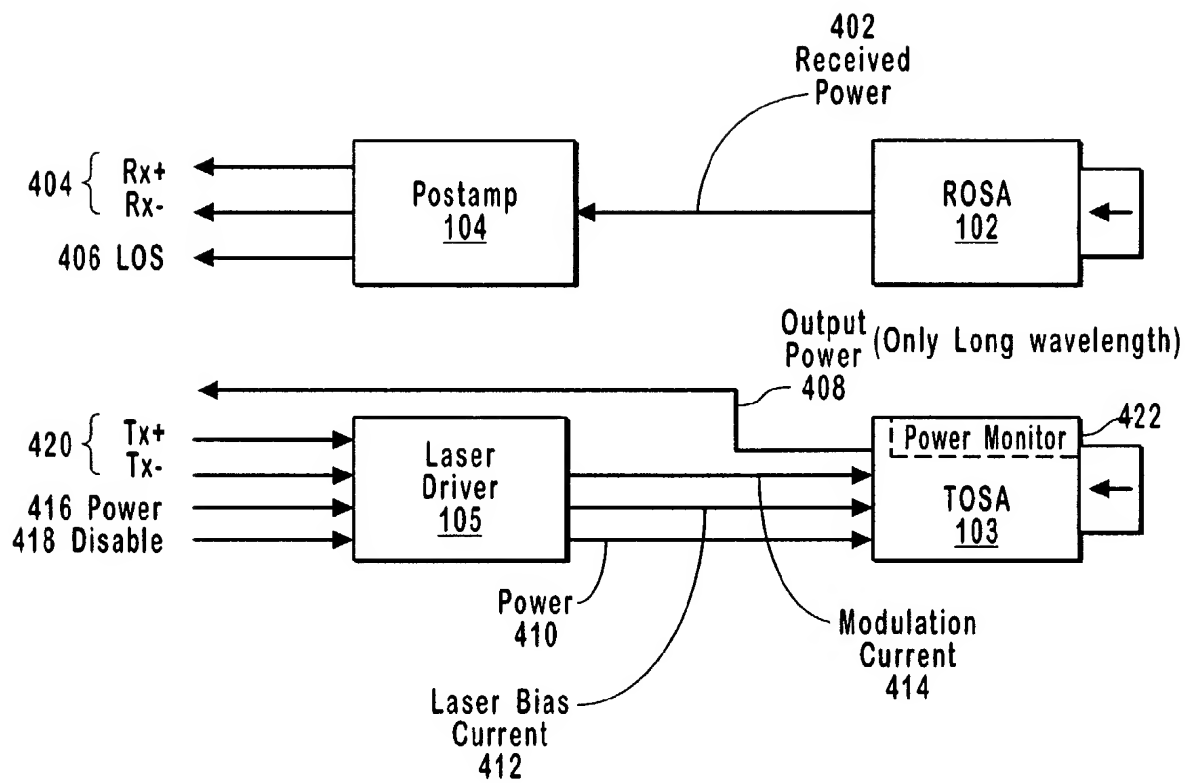 402
Received
Power
404 { Rx+
Rx-
406 LOS
Postamp
104
ROSA
102
Output
Power
408
(Only Long wavelength)
420 { Tx+
Tx-
416 Power
418 Disable
Laser
Driver
105
Power Monitor
422
TOSA
103
Power
410
Modulation
Current
414
Laser Bias
Current
412